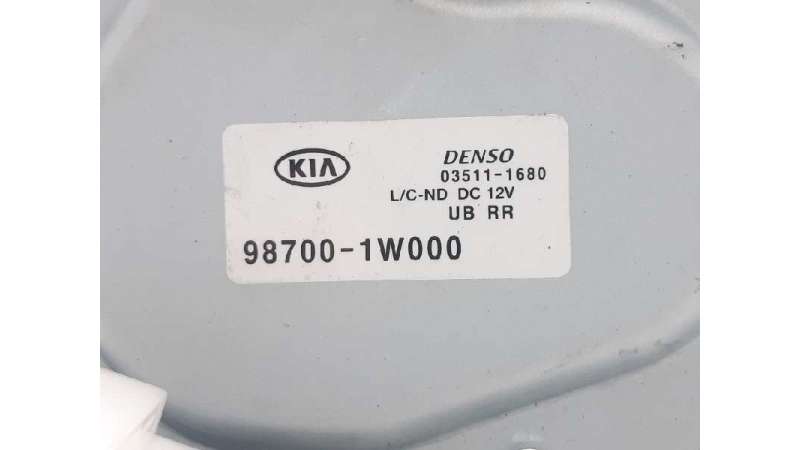 KIA
DENSO
03511-1680
L/C-ND DC 12V
UB RR
98700-1W000